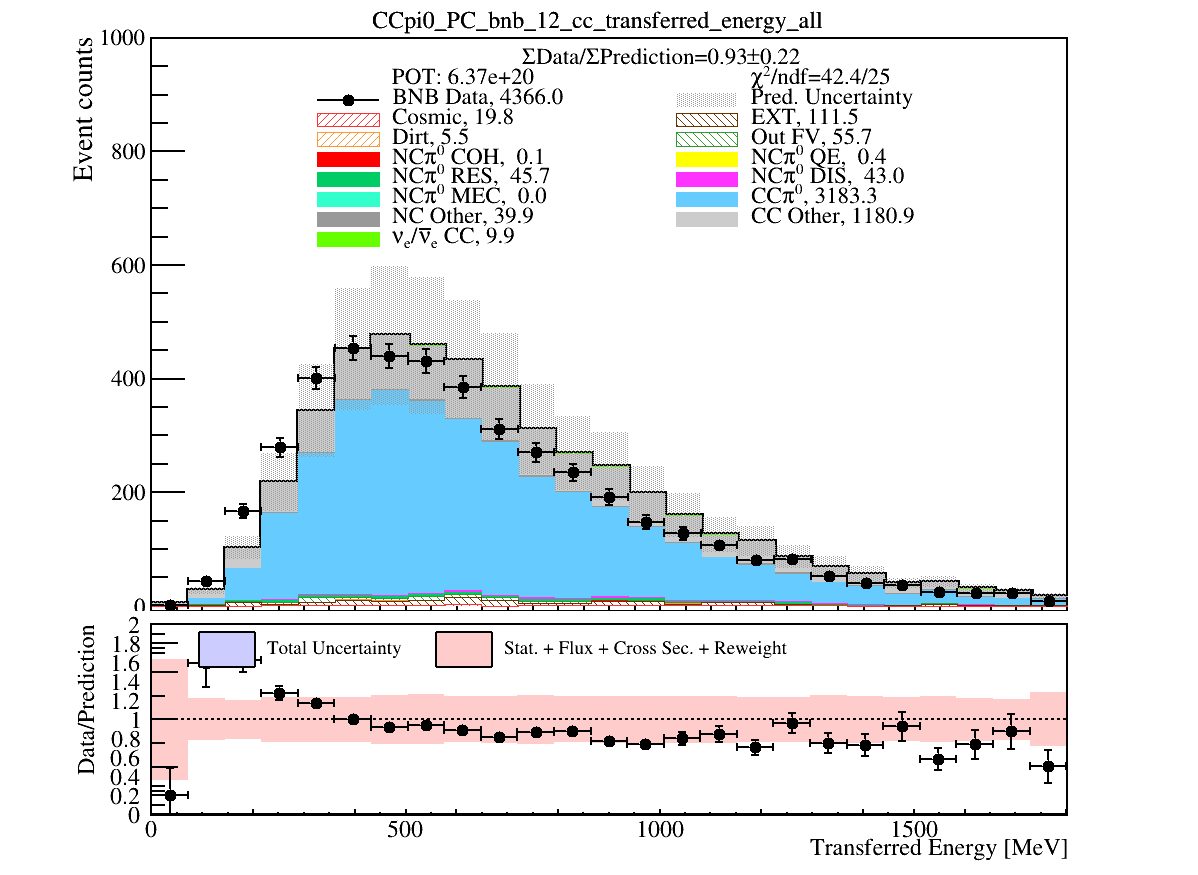 CCpi0_PC_bnb_12_cc_transferred_energy_all
ΣData/ΣPrediction=0.93±0.22
POT: 6.37e+20
χ²/ndf=42.4/25
BNB Data, 4366.0
Pred. Uncertainty
Cosmic, 19.8
EXT, 111.5
Dirt, 5.5
Out FV, 55.7
NCπ⁰ COH, 0.1
NCπ⁰ QE, 0.4
NCπ⁰ RES, 45.7
NCπ⁰ DIS, 43.0
NCπ⁰ MEC, 0.0
CCπ⁰, 3183.3
NC Other, 39.9
CC Other, 1180.9
νₑ/ν̅ₑ CC, 9.9
Event counts
1000
800
600
400
200
0
Total Uncertainty
Stat. + Flux + Cross Sec. + Reweight
Data/Prediction
2
1.8
1.6
1.4
1.2
1
0.8
0.6
0.4
0.2
0
0 500 1000 1500
Transferred Energy [MeV]